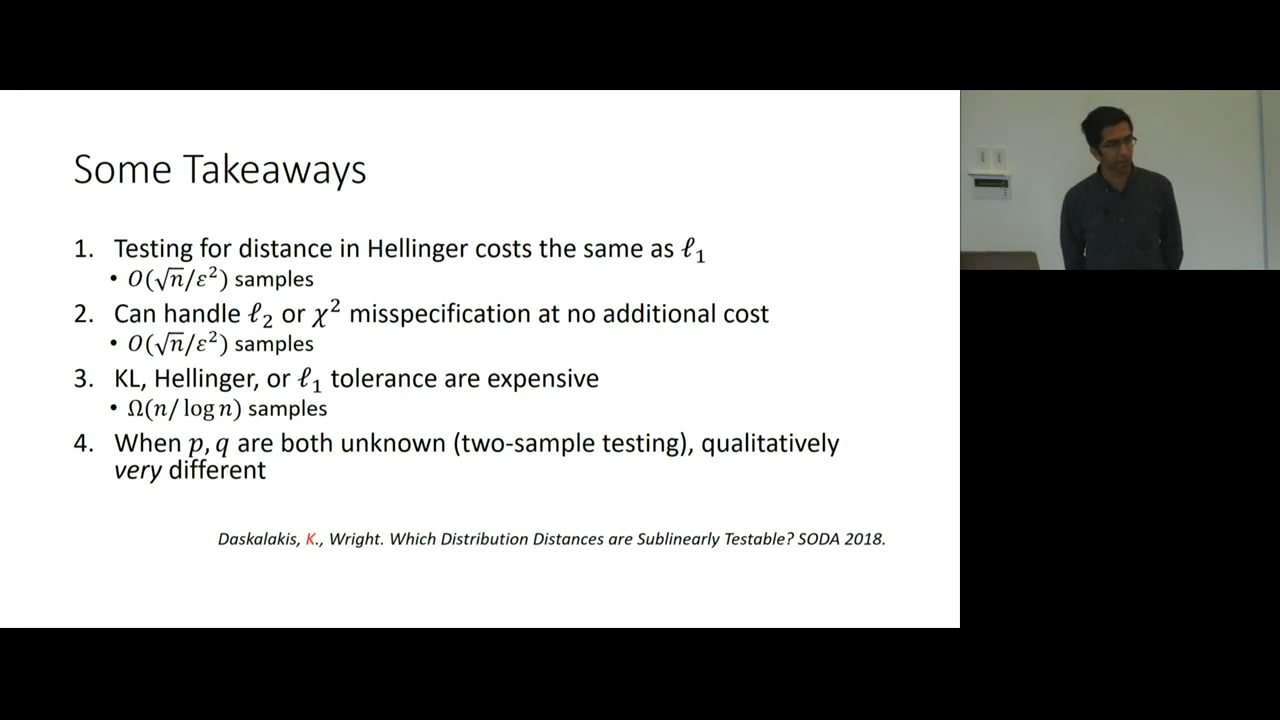 Some Takeaways
1. Testing for distance in Hellinger costs the same as ℓ₁
• O(√n/ε²) samples
2. Can handle ℓ₂ or χ² misspecification at no additional cost
• O(√n/ε²) samples
3. KL, Hellinger, or ℓ₁ tolerance are expensive
• Ω(n/ log n) samples
4. When p, q are both unknown (two-sample testing), qualitatively
very different
Daskalakis, K., Wright. Which Distribution Distances are Sublinearly Testable? SODA 2018.